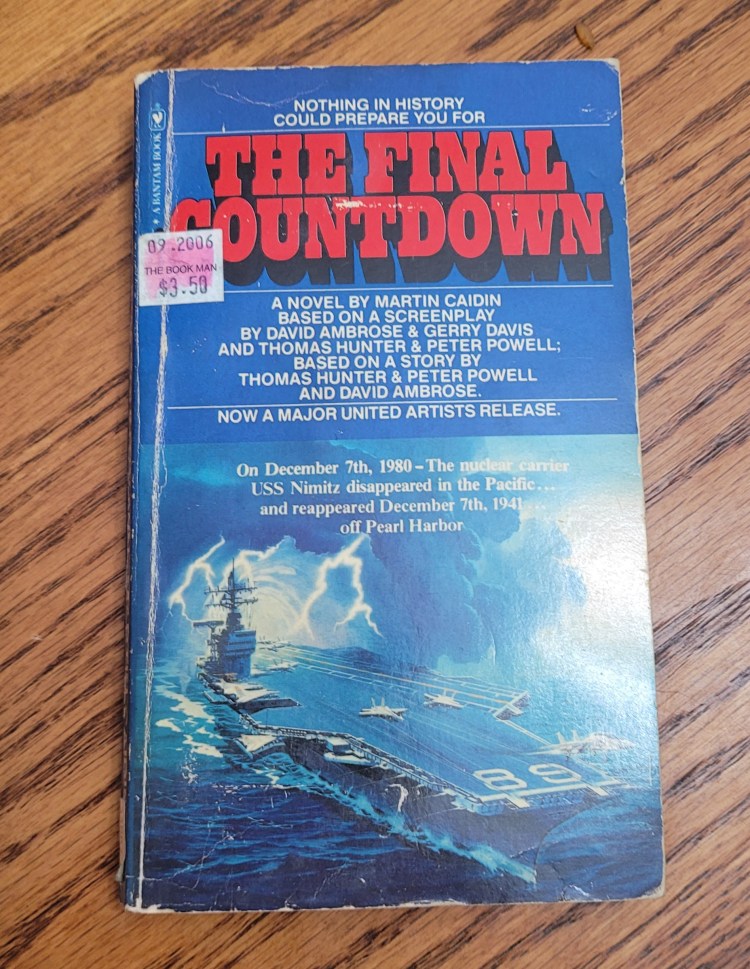 A BANTAM BOOK
NOTHING IN HISTORY
COULD PREPARE YOU FOR
THE FINAL
COUNTDOWN
09.2006
THE BOOK MAN
$3.50
A NOVEL BY MARTIN CAIDIN
BASED ON A SCREENPLAY
BY DAVID AMBROSE & GERRY DAVIS
AND THOMAS HUNTER & PETER POWELL;
BASED ON A STORY BY
THOMAS HUNTER & PETER POWELL
AND DAVID AMBROSE.
NOW A MAJOR UNITED ARTISTS RELEASE.
On December 7th, 1980–The nuclear carrier
USS Nimitz disappeared in the Pacific...
and reappeared December 7th, 1941...
off Pearl Harbor
68